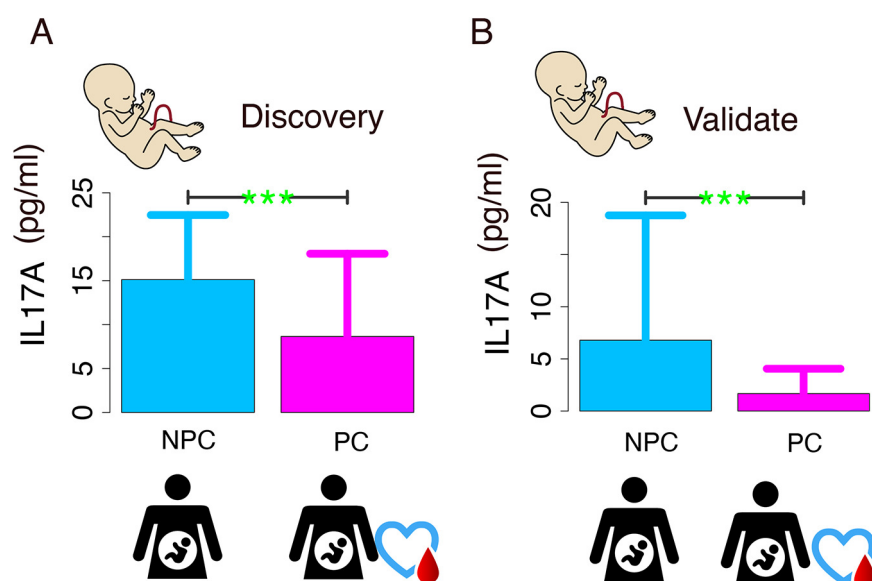 A
Discovery
IL17A (pg/ml)
25
15
5
0
***
NPC
PC
B
Validate
IL17A (pg/ml)
20
10
5
0
***
NPC
PC